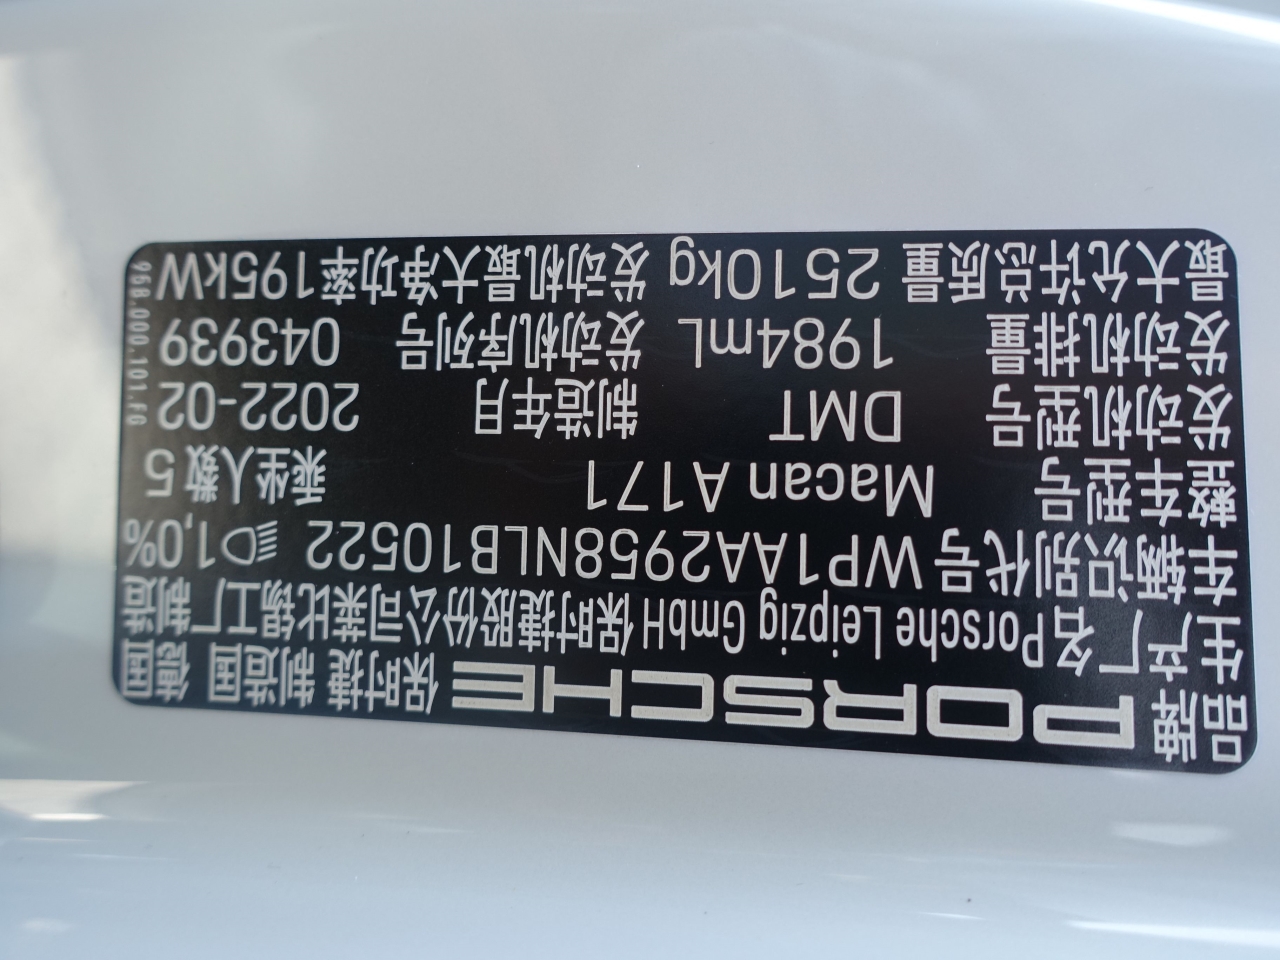 品牌 PORSCHE 保时捷 制造国 德国
生产厂名 Porsche Leipzig GmbH 保时捷股份公司莱比锡工厂 制造
车辆识别代号 WP1AA2958NLB10522 1,0%
整车型号 Macan A171 乘坐人数 5
发动机型号 DMT 制造年月 2022-02
发动机排量 1984mL 发动机序列号 043939
最大允许总质量 2510kg 发动机最大净功率 195kW
958.000.101.FG